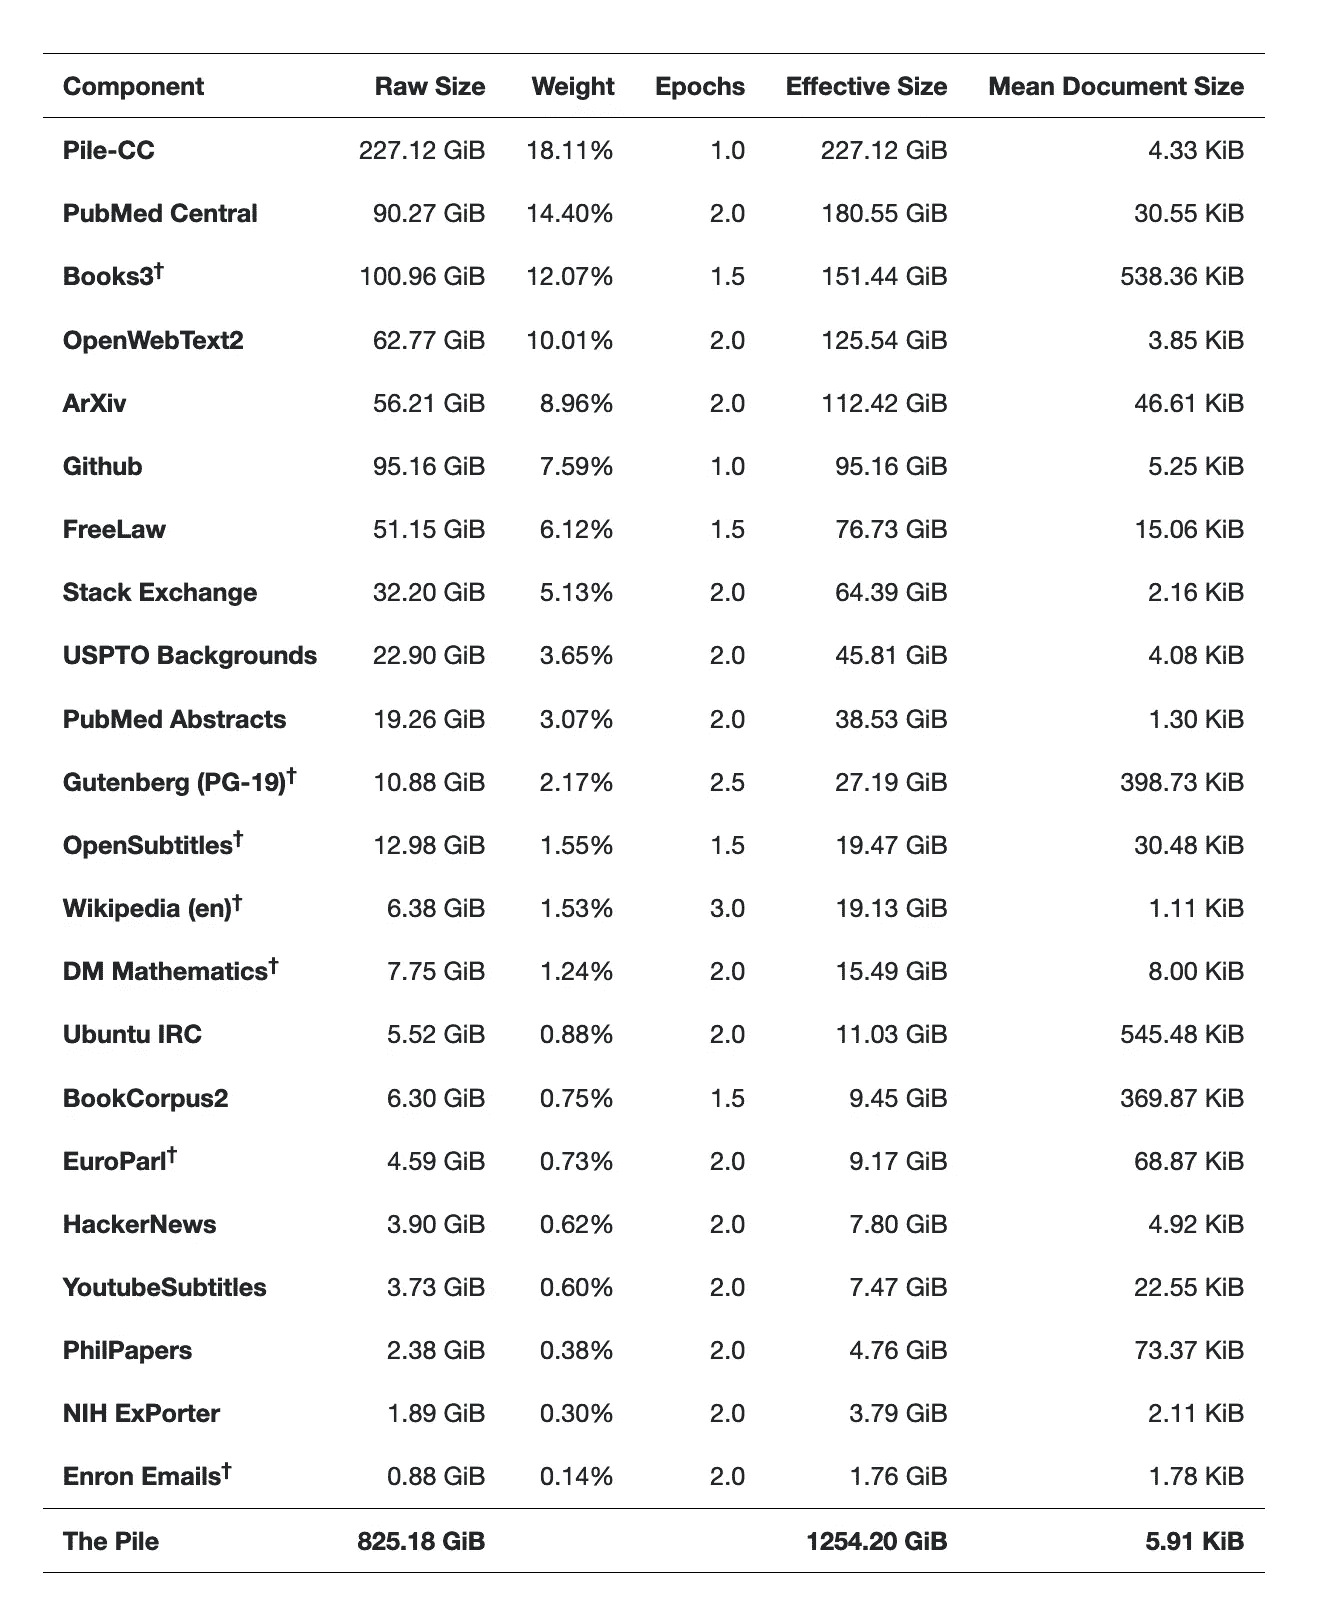 Component Raw Size Weight Epochs Effective Size Mean Document Size
Pile-CC 227.12 GiB 18.11% 1.0 227.12 GiB 4.33 KiB
PubMed Central 90.27 GiB 14.40% 2.0 180.55 GiB 30.55 KiB
Books3† 100.96 GiB 12.07% 1.5 151.44 GiB 538.36 KiB
OpenWebText2 62.77 GiB 10.01% 2.0 125.54 GiB 3.85 KiB
ArXiv 56.21 GiB 8.96% 2.0 112.42 GiB 46.61 KiB
Github 95.16 GiB 7.59% 1.0 95.16 GiB 5.25 KiB
FreeLaw 51.15 GiB 6.12% 1.5 76.73 GiB 15.06 KiB
Stack Exchange 32.20 GiB 5.13% 2.0 64.39 GiB 2.16 KiB
USPTO Backgrounds 22.90 GiB 3.65% 2.0 45.81 GiB 4.08 KiB
PubMed Abstracts 19.26 GiB 3.07% 2.0 38.53 GiB 1.30 KiB
Gutenberg (PG-19)† 10.88 GiB 2.17% 2.5 27.19 GiB 398.73 KiB
OpenSubtitles† 12.98 GiB 1.55% 1.5 19.47 GiB 30.48 KiB
Wikipedia (en)† 6.38 GiB 1.53% 3.0 19.13 GiB 1.11 KiB
DM Mathematics† 7.75 GiB 1.24% 2.0 15.49 GiB 8.00 KiB
Ubuntu IRC 5.52 GiB 0.88% 2.0 11.03 GiB 545.48 KiB
BookCorpus2 6.30 GiB 0.75% 1.5 9.45 GiB 369.87 KiB
EuroParl† 4.59 GiB 0.73% 2.0 9.17 GiB 68.87 KiB
HackerNews 3.90 GiB 0.62% 2.0 7.80 GiB 4.92 KiB
YoutubeSubtitles 3.73 GiB 0.60% 2.0 7.47 GiB 22.55 KiB
PhilPapers 2.38 GiB 0.38% 2.0 4.76 GiB 73.37 KiB
NIH ExPorter 1.89 GiB 0.30% 2.0 3.79 GiB 2.11 KiB
Enron Emails† 0.88 GiB 0.14% 2.0 1.76 GiB 1.78 KiB
The Pile 825.18 GiB 1254.20 GiB 5.91 KiB